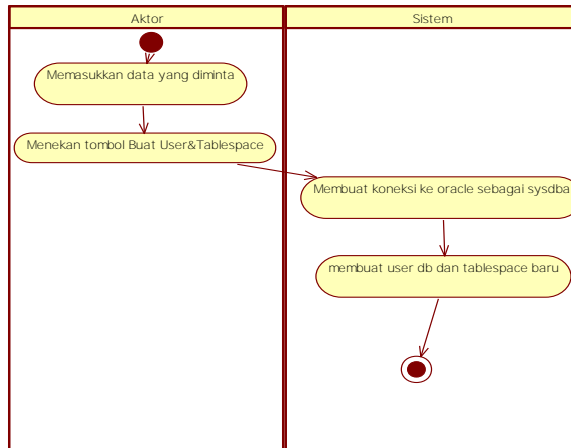 Aktor
Sistem
Memasukkan data yang diminta
Menekan tombol Buat User&Tablespace
Membuat koneksi ke oracle sebagai sysdba
membuat user db dan tablespace baru